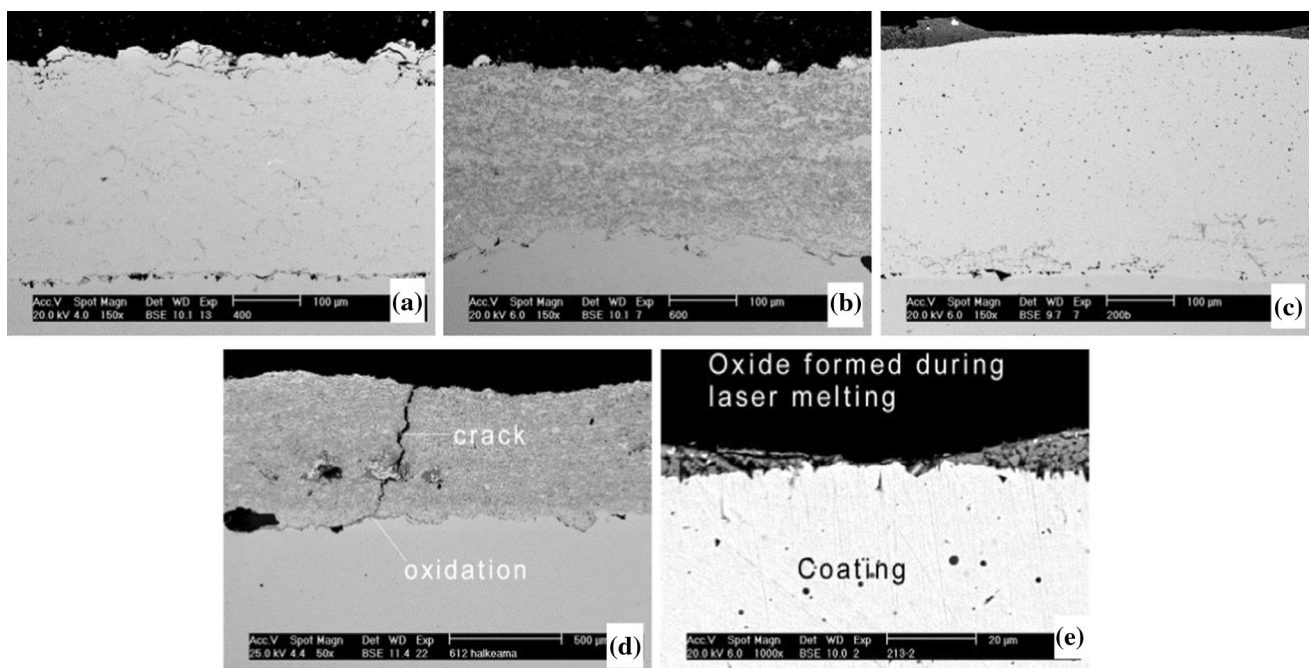 Acc.V Spot Magn Det WD Exp 100 µm
20.0 kV 4.0 150x BSE 10.1 13 400
(a)
Acc.V Spot Magn Det WD Exp 100 µm
20.0 kV 6.0 150x BSE 10.1 7 600
(b)
Acc.V Spot Magn Det WD Exp 100 µm
20.0 kV 6.0 150x BSE 9.7 7 200b
(c)
crack
oxidation
Acc.V Spot Magn Det WD Exp 500 µm
25.0 kV 4.4 50x BSE 11.4 22 612 halkeama
(d)
Oxide formed during
laser melting
Coating
Acc.V Spot Magn Det WD Exp 20 µm
20.0 kV 6.0 1000x BSE 10.0 2 213-2
(e)